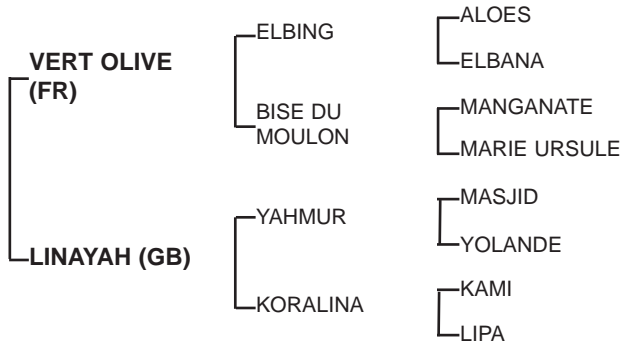 VERT OLIVE
(FR)
LINAYAH (GB)
ELBING
BISE DU
MOULON
YAHMUR
KORALINA
ALOES
ELBANA
MANGANATE
MARIE URSULE
MASJID
YOLANDE
KAMI
LIPA